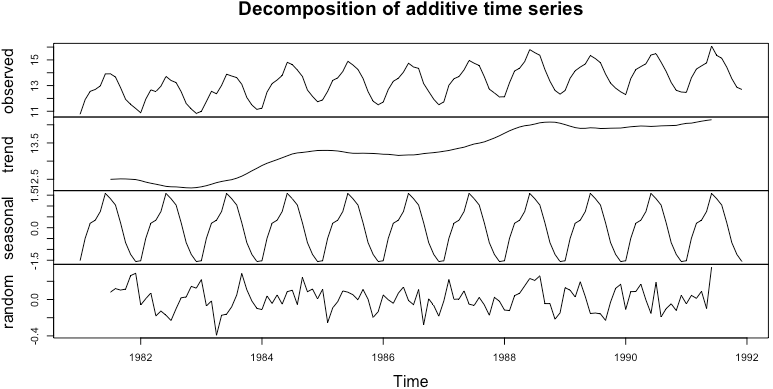 Decomposition of additive time series
observed
11 13 15
trend
12.5 13.5
seasonal
-1.5 0.0 1.5
random
-0.4 0.0
1982 1984 1986 1988 1990 1992
Time